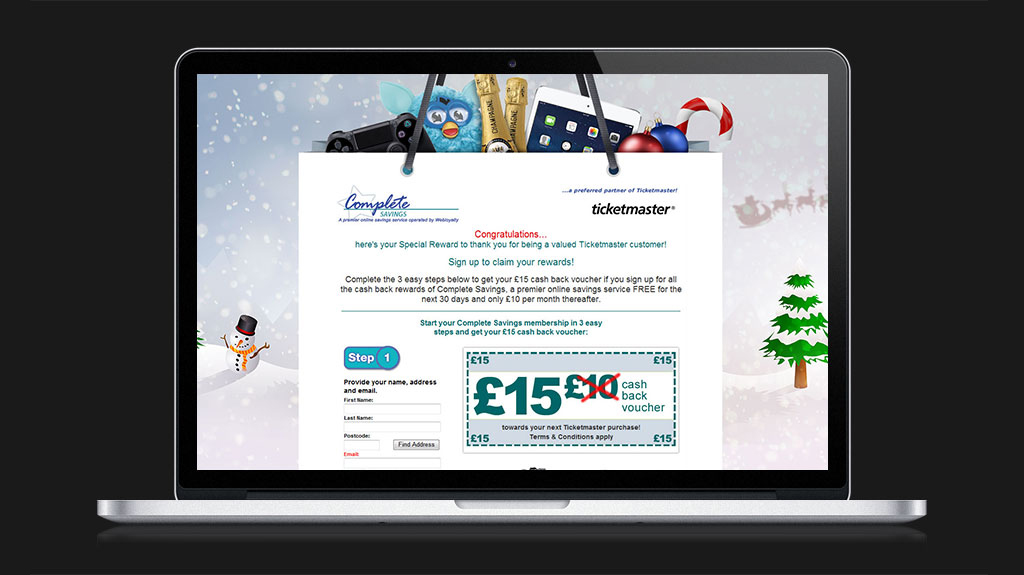 CHAMPAGNE
CHAMPAGNE
Complete
SAVINGS
A premier online savings service operated by Webloyalty
...a preferred partner of Ticketmaster!
ticketmaster®
Congratulations...
here's your Special Reward to thank you for being a valued Ticketmaster customer!
Sign up to claim your rewards!
Complete the 3 easy steps below to get your £15 cash back voucher if you sign up for all
the cash back rewards of Complete Savings, a premier online savings service FREE for the
next 30 days and only £10 per month thereafter.
Start your Complete Savings membership in 3 easy
steps and get your £15 cash back voucher:
Step 1
Provide your name, address
and email.
First Name:
Last Name:
Postcode:
Find Address
Email:
£15 £15
£15 £10 cash
back
voucher
towards your next Ticketmaster purchase!
Terms & Conditions apply
£15 £15